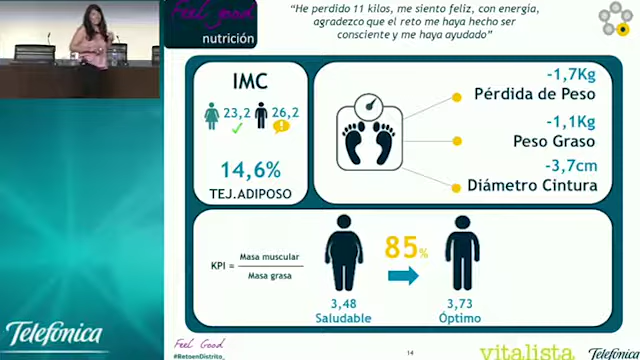 Feel good
nutrición
"He perdido 11 kilos, me siento feliz, con energía,
agradezco que el reto me haya hecho ser
consciente y me haya ayudado"
IMC
23,2
26,2
14,6%
TEJ.ADIPOSO
-1,7Kg
Pérdida de Peso
-1,1Kg
Peso Graso
-3,7cm
Diámetro Cintura
KPI = Masa muscular
Masa grasa
85%
3,48
Saludable
3,73
Óptimo
Telefónica
Feel Good
#RetosenDistrito_
14
vitalista
Telefónica